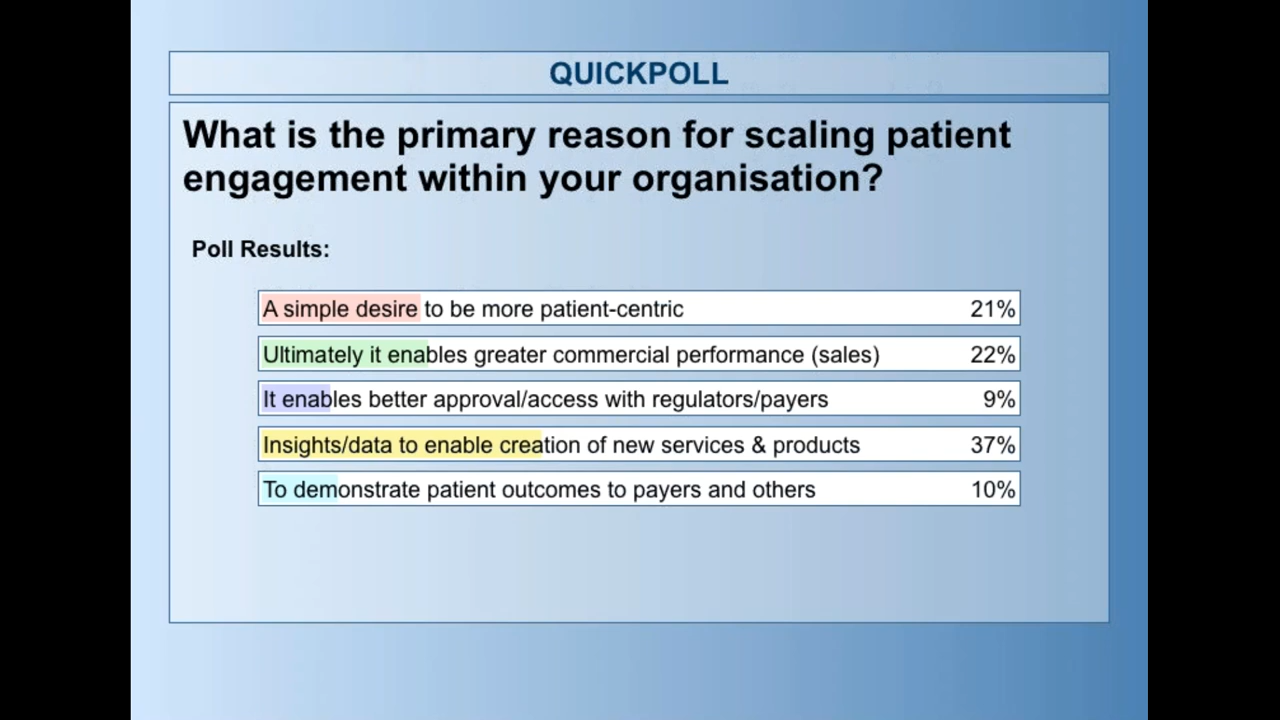 QUICKPOLL
What is the primary reason for scaling patient
engagement within your organisation?
Poll Results:
A simple desire to be more patient-centric 21%
Ultimately it enables greater commercial performance (sales) 22%
It enables better approval/access with regulators/payers 9%
Insights/data to enable creation of new services & products 37%
To demonstrate patient outcomes to payers and others 10%